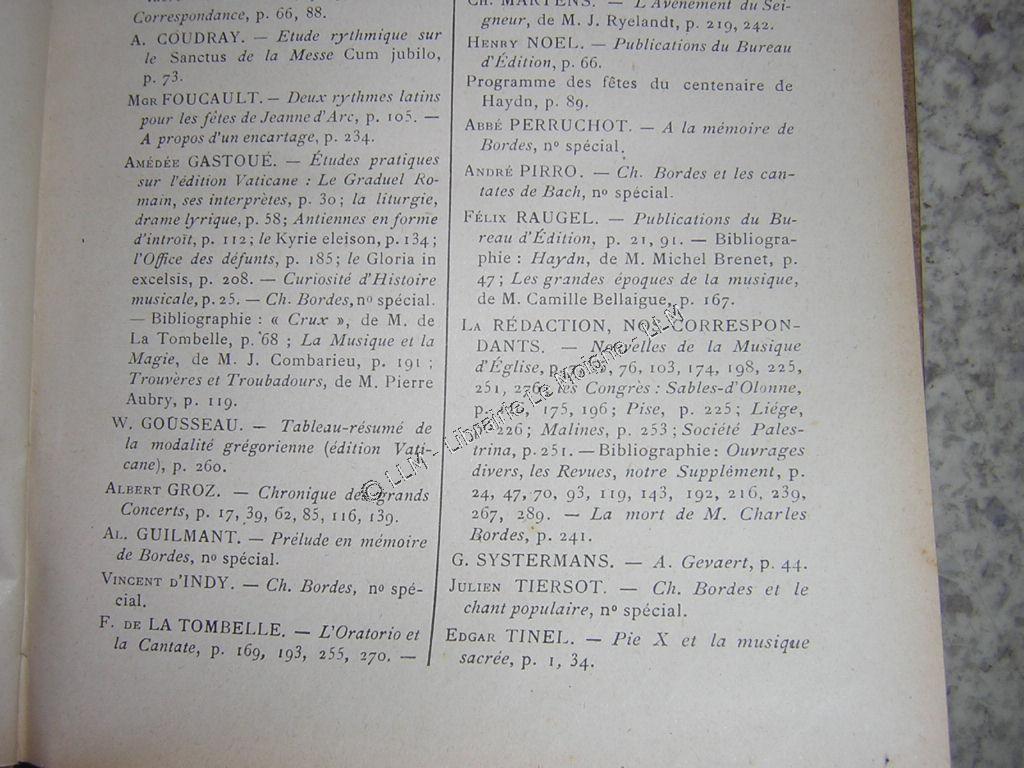 Correspondance, p. 66, 88.
A. COUDRAY. — Etude rythmique sur
le Sanctus de la Messe Cum jubilo,
p. 73.
MGR FOUCAULT. — Deux rythmes latins
pour les fêtes de Jeanne d'Arc, p. 105. —
A propos d'un encartage, p. 234.
AMÉDÉE GASTOUÉ. — Études pratiques
sur l'édition Vaticane : Le Graduel Ro-
main, ses interprètes, p. 30; la liturgie,
drame lyrique, p. 58; Antiennes en forme
d'introït, p. 112; le Kyrie eleison, p. 134;
l'Office des défunts, p. 185; le Gloria in
excelsis, p. 208. — Curiosité d'Histoire
musicale, p. 25. — Ch. Bordes, no spécial.
— Bibliographie : « Crux », de M. de
La Tombelle, p. 68 ; La Musique et la
Magie, de M. J. Combarieu, p. 191 ;
Trouvères et Troubadours, de M. Pierre
Aubry, p. 119.
W. GOUSSEAU. — Tableau-résumé de
la modalité grégorienne (édition Vati-
cane), p. 260.
ALBERT GROZ. — Chronique des grands
Concerts, p. 17, 39, 62, 85, 116, 139.
AL. GUILMANT. — Prélude en mémoire
de Bordes, no spécial.
VINCENT D'INDY. — Ch. Bordes, no spé-
cial.
F. DE LA TOMBELLE. — L'Oratorio et
la Cantate, p. 169, 193, 255, 270. —
CH. MARTENS. — L'Avènement du Sei-
gneur, de M. J. Ryelandt, p. 219, 242.
HENRY NOEL. — Publications du Bureau
d'Édition, p. 66.
Programme des fêtes du centenaire de
Haydn, p. 89.
ABBÉ PERRUCHOT. — A la mémoire de
Bordes, no spécial.
ANDRÉ PIRRO. — Ch. Bordes et les can-
tates de Bach, no spécial.
FÉLIX RAUGEL. — Publications du Bu-
reau d'Édition, p. 21, 91. — Bibliogra-
phie : Haydn, de M. Michel Brenet, p.
47; Les grandes époques de la musique,
de M. Camille Bellaigue, p. 167.
LA RÉDACTION, NOS CORRESPON-
DANTS. — Nouvelles de la Musique
d'Église, p. 76, 103, 174, 198, 225,
251, 276; les Congrès : Sables-d'Olonne,
p. 175, 196; Pise, p. 225; Liége,
p. 226; Malines, p. 253; Société Pales-
trina, p. 251. — Bibliographie: Ouvrages
divers, les Revues, notre Supplément, p.
24, 47, 70, 93, 119, 143, 192, 216, 239,
267, 289. — La mort de M. Charles
Bordes, p. 241.
G. SYSTERMANS. — A. Gevaert, p. 44.
JULIEN TIERSOT. — Ch. Bordes et le
chant populaire, no spécial.
EDGAR TINEL. — Pie X et la musique
sacrée, p. 1, 34.
© LLM - Librairie Le Moigne - LLM